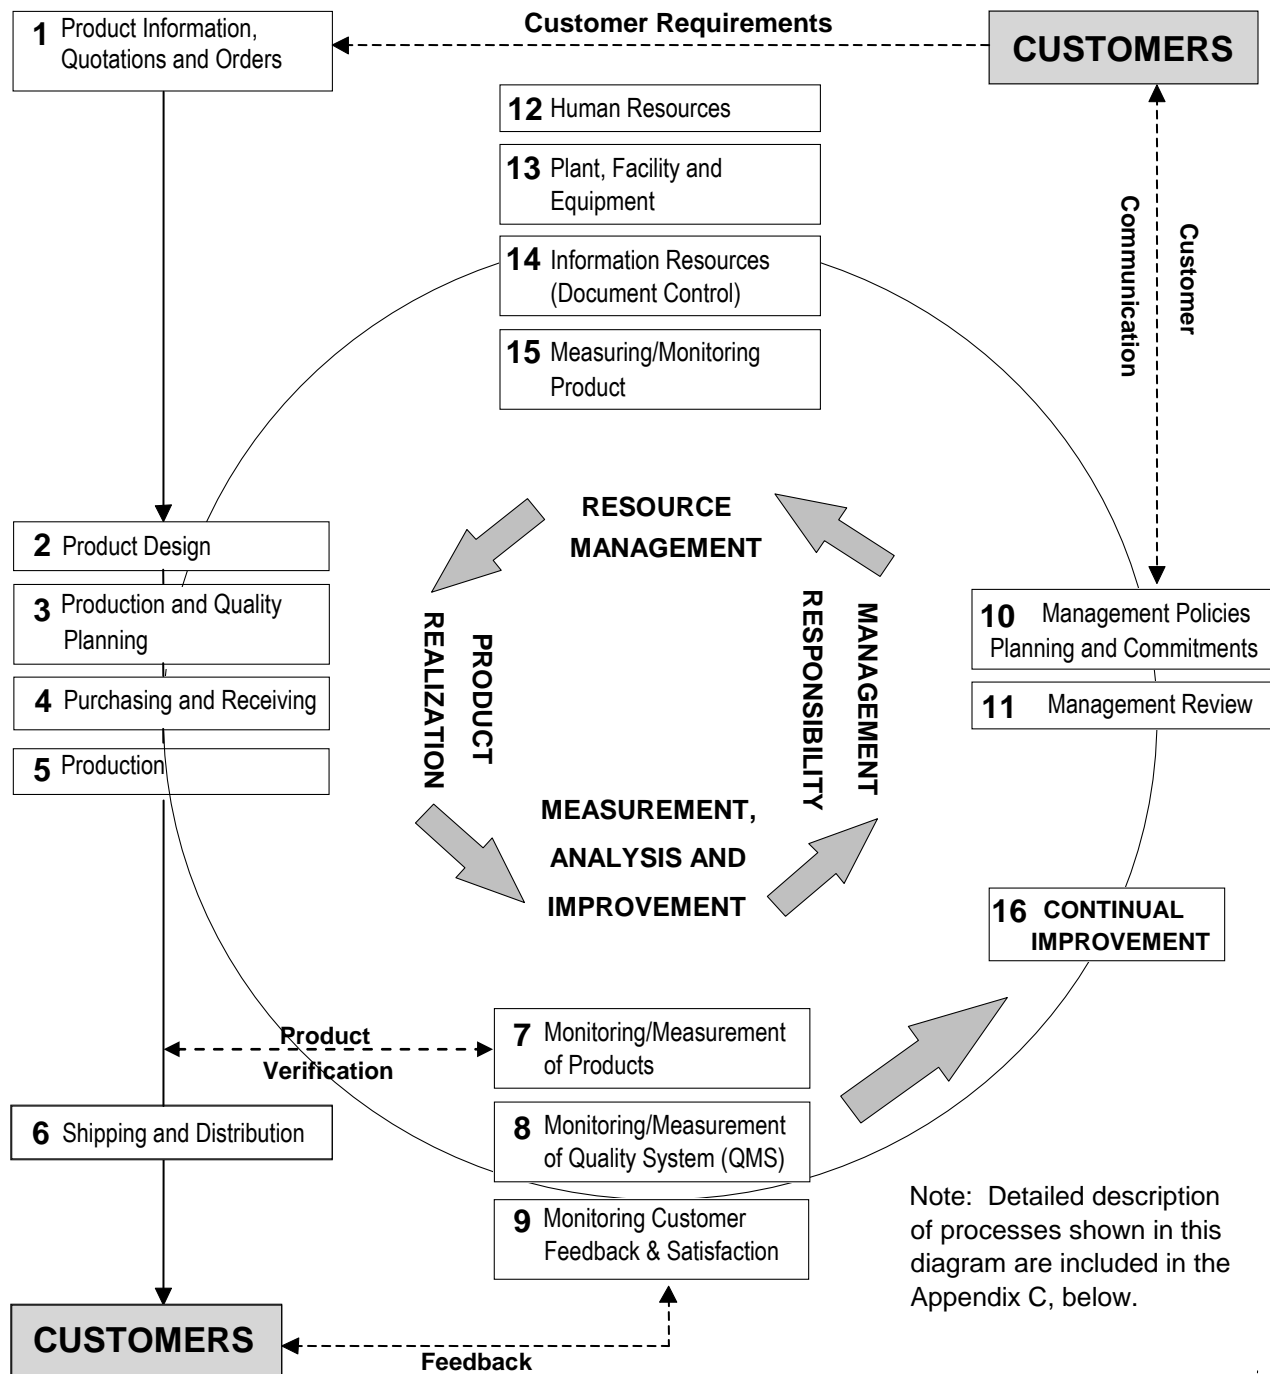 1 Product Information,
Quotations and Orders
Customer Requirements
CUSTOMERS
12 Human Resources
13 Plant, Facility and
Equipment
14 Information Resources
(Document Control)
15 Measuring/Monitoring
Product
Customer
Communication
2 Product Design
3 Production and Quality
Planning
4 Purchasing and Receiving
5 Production
RESOURCE
MANAGEMENT
PRODUCT
REALIZATION
MANAGEMENT
RESPONSIBILITY
MEASUREMENT,
ANALYSIS AND
IMPROVEMENT
10 Management Policies
Planning and Commitments
11 Management Review
16 CONTINUAL
IMPROVEMENT
Product
Verification
7 Monitoring/Measurement
of Products
6 Shipping and Distribution
8 Monitoring/Measurement
of Quality System (QMS)
9 Monitoring Customer
Feedback & Satisfaction
Note: Detailed description
of processes shown in this
diagram are included in the
Appendix C, below.
CUSTOMERS
Feedback